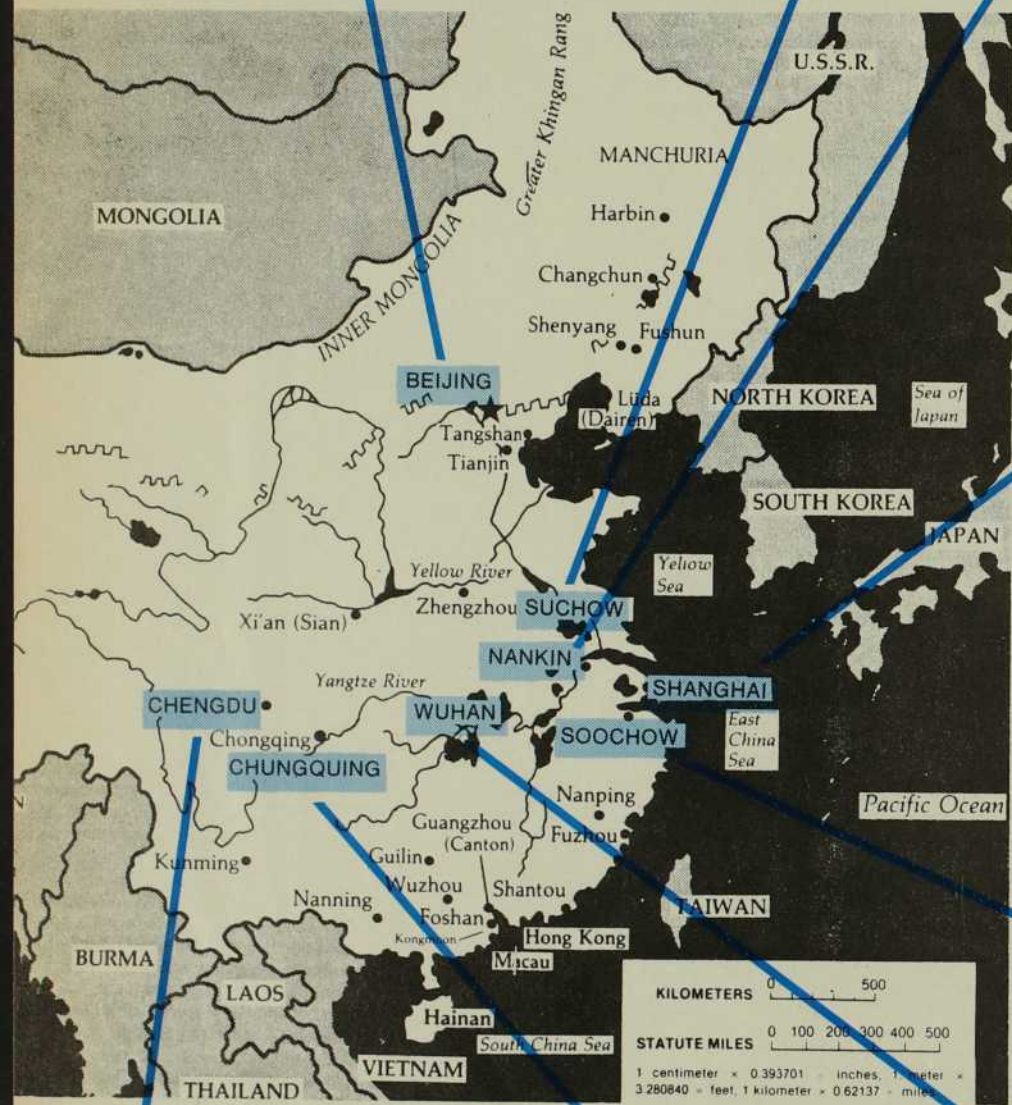 U.S.S.R.
Greater Khingan Rang
MANCHURIA
MONGOLIA
Harbin
INNER MONGOLIA
Changchun
Shenyang
Fushun
BEIJING
Lüda
(Dairen)
NORTH KOREA
Sea of
Japan
Tangshan
Tianjin
SOUTH KOREA
JAPAN
Yellow River
Yellow
Sea
Zhengzhou
SUCHOW
Xi'an (Sian)
NANKIN
Yangtze River
SHANGHAI
CHENGDU
WUHAN
East
China
Sea
SOOCHOW
Chongqing
CHUNGQUING
Nanping
Pacific Ocean
Guangzhou
(Canton)
Fuzhou
Kunming
Guilin
Wuzhou
Shantou
Nanning
Foshan
TAIWAN
Kongmoon
Hong Kong
Macau
BURMA
LAOS
Hainan
South China Sea
VIETNAM
THAILAND
KILOMETERS 0 500
STATUTE MILES 0 100 200 300 400 500
1 centimeter × 0.393701 = inches, 1 meter ×
3.280840 = feet, 1 kilometer × 0.62137 = miles